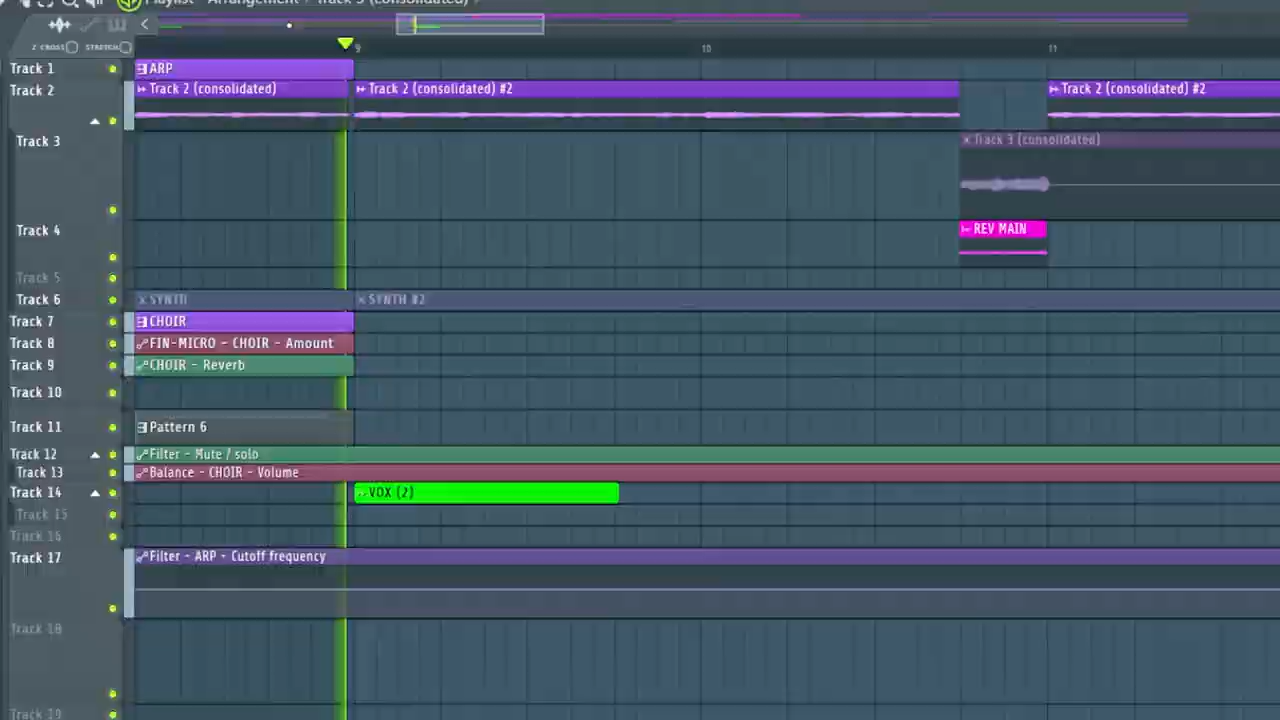 Playlist - Arrangement > Track 3 (consolidated)
Z CROSS STRETCH
9 10 11
Track 1 ARP
Track 2 Track 2 (consolidated) Track 2 (consolidated) #2 Track 2 (consolidated) #2
Track 3 Track 3 (consolidated)
Track 4 REV MAIN
Track 5
Track 6 SYNTH SYNTH #2
Track 7 CHOIR
Track 8 FIN-MICRO - CHOIR - Amount
Track 9 CHOIR - Reverb
Track 10
Track 11 Pattern 6
Track 12 Filter - Mute / solo
Track 13 Balance - CHOIR - Volume
Track 14 VOX (2)
Track 15
Track 16
Track 17 Filter - ARP - Cutoff frequency
Track 18
Track 19